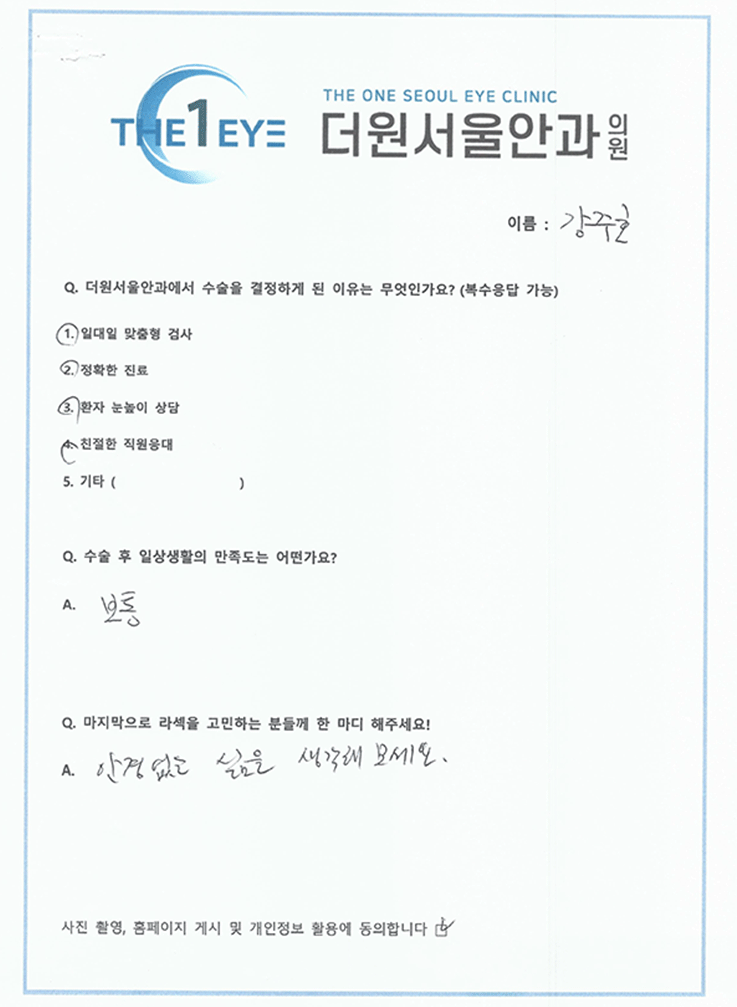 THE 1 EYE
THE ONE SEOUL EYE CLINIC
더원서울안과의원
이름 : 강주호
Q. 더원서울안과에서 수술을 결정하게 된 이유는 무엇인가요? (복수응답 가능)
1. 일대일 맞춤형 검사
2. 정확한 진료
3. 환자 눈높이 상담
4. 친절한 직원응대
5. 기타 ( )
Q. 수술 후 일상생활의 만족도는 어떤가요?
A. 보통
Q. 마지막으로 라섹을 고민하는 분들께 한 마디 해주세요!
A. 안경 없는 삶을 생각해 보세요.
사진 촬영, 홈페이지 게시 및 개인정보 활용에 동의합니다